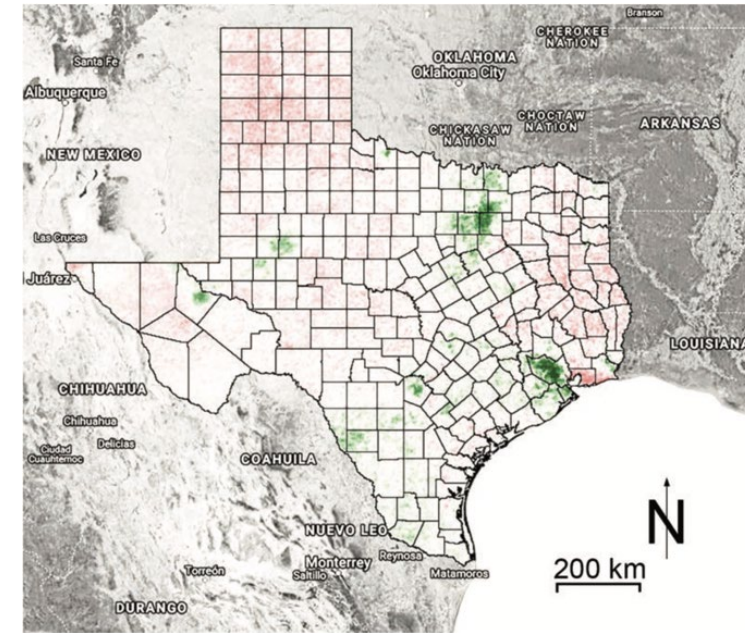 Branson
CHEROKEE
NATION
OKLAHOMA
Oklahoma City
Santa Fe
Albuquerque
CHICKASAW
NATION
CHOCTAW
NATION
ARKANSAS
NEW MEXICO
Las Cruces
Juárez
LOUISIANA
CHIHUAHUA
Chihuahua
Delicias
Ciudad
Cuauhtemoc
COAHUILA
NUEVO LEO
Monterrey
Reynosa
Saltillo
Matamoros
Torreón
DURANGO
N
200 km